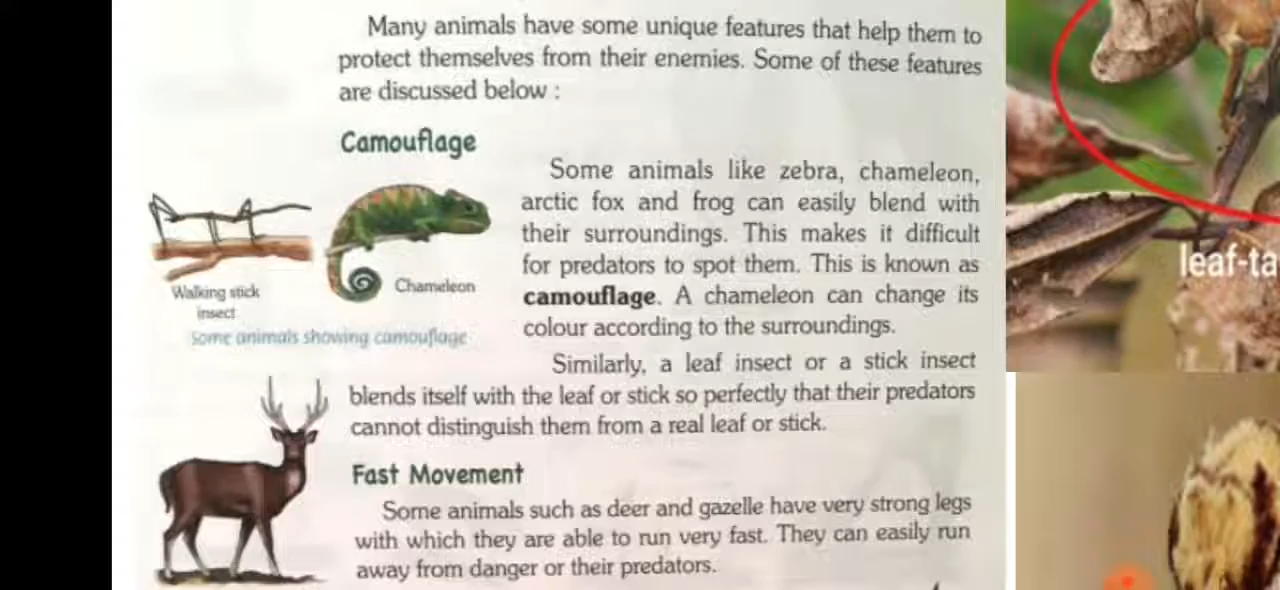 Many animals have some unique features that help them to
protect themselves from their enemies. Some of these features
are discussed below :
Camouflage
Some animals like zebra, chameleon,
arctic fox and frog can easily blend with
their surroundings. This makes it difficult
for predators to spot them. This is known as
camouflage. A chameleon can change its
colour according to the surroundings.
Walking stick
insect
Chameleon
Some animals showing camouflage
Similarly, a leaf insect or a stick insect
blends itself with the leaf or stick so perfectly that their predators
cannot distinguish them from a real leaf or stick.
Fast Movement
Some animals such as deer and gazelle have very strong legs
with which they are able to run very fast. They can easily run
away from danger or their predators.
leaf-ta